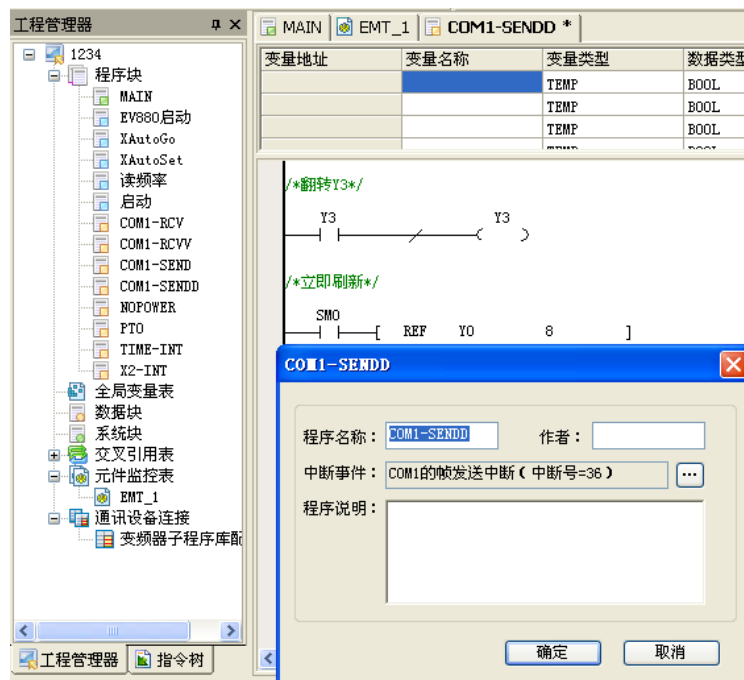 工程管理器
MAIN
EMT_1
COM1-SENDD *
1234
程序块
MAIN
EV880启动
XAutoGo
XAutoSet
读频率
启动
COM1-RCV
COM1-RCVV
COM1-SEND
COM1-SENDD
NOPOWER
PTO
TIME-INT
X2-INT
全局变量表
数据块
系统块
交叉引用表
元件监控表
EMT_1
通讯设备连接
变频器子程序库配
工程管理器
指令树
变量地址 变量名称 变量类型 数据类型
TEMP BOOL
TEMP BOOL
TEMP BOOL
/*翻转Y3*/
Y3 Y3
/*立即刷新*/
SM0
[ REF Y0 8 ]
COM1-SENDD
程序名称： COM1-SENDD 作者：
中断事件： COM1的帧发送中断(中断号=36) ...
程序说明：
确定 取消